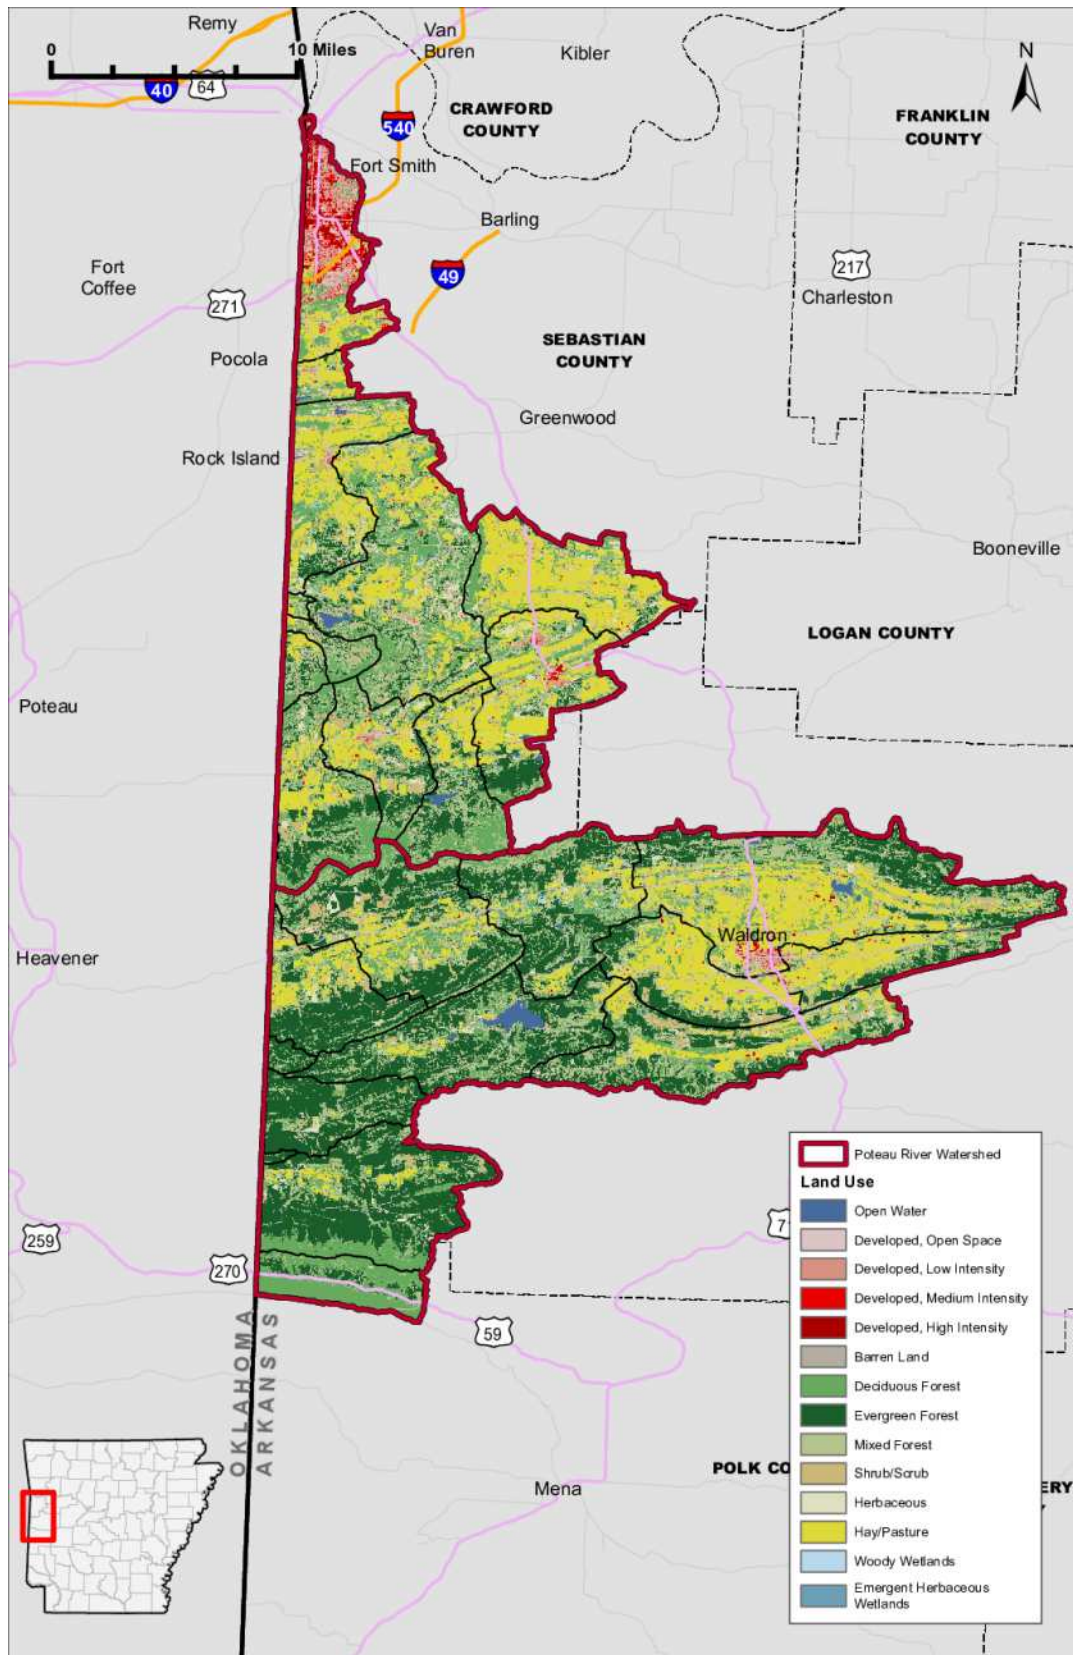 Remy
Van
Buren
Kibler
N
0
10 Miles
40
64
540
CRAWFORD
COUNTY
FRANKLIN
COUNTY
Fort Smith
Barling
Fort
Coffee
49
217
271
Charleston
Pocola
SEBASTIAN
COUNTY
Greenwood
Rock Island
Booneville
LOGAN COUNTY
Poteau
Waldron
Heavener
259
270
59
7
OKLAHOMA
ARKANSAS
Mena
POLK CO
ERY
Poteau River Watershed
Land Use
Open Water
Developed, Open Space
Developed, Low Intensity
Developed, Medium Intensity
Developed, High Intensity
Barren Land
Deciduous Forest
Evergreen Forest
Mixed Forest
Shrub/Scrub
Herbaceous
Hay/Pasture
Woody Wetlands
Emergent Herbaceous
Wetlands